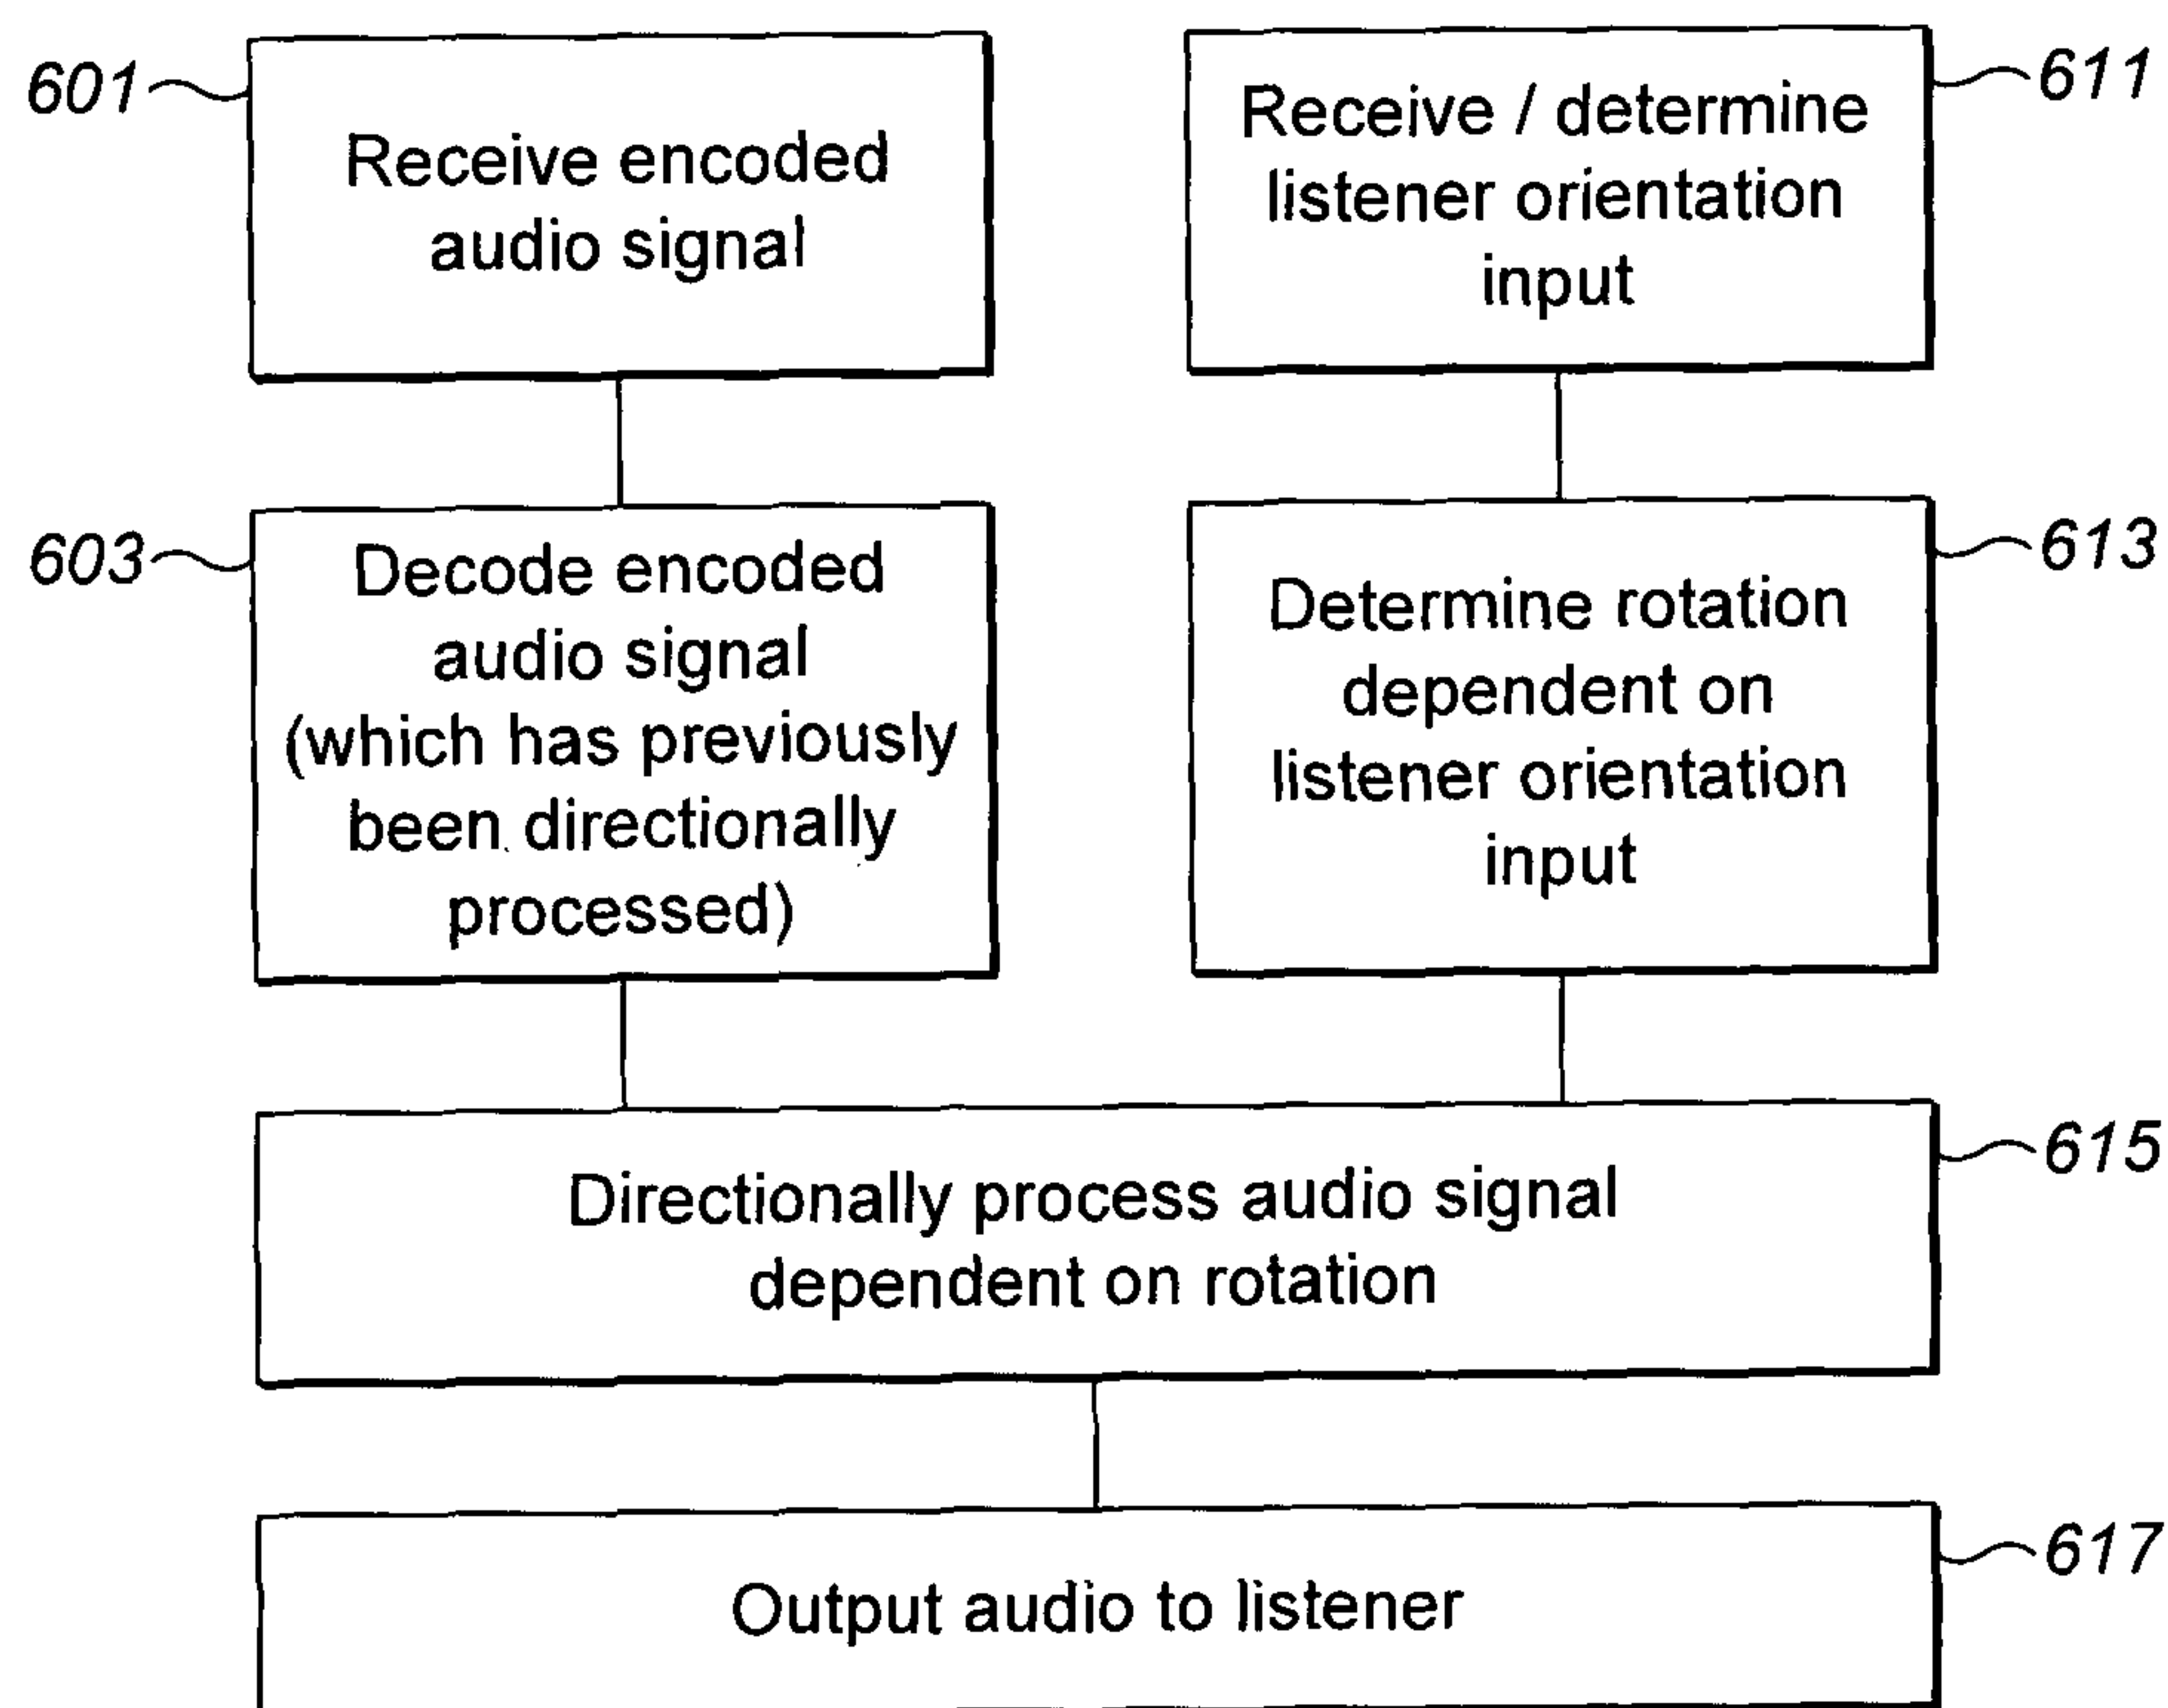 601
Receive encoded
audio signal
611
Receive / determine
listener orientation
input
603
Decode encoded
audio signal
(which has previously
been directionally
processed)
613
Determine rotation
dependent on
listener orientation
input
615
Directionally process audio signal
dependent on rotation
617
Output audio to listener